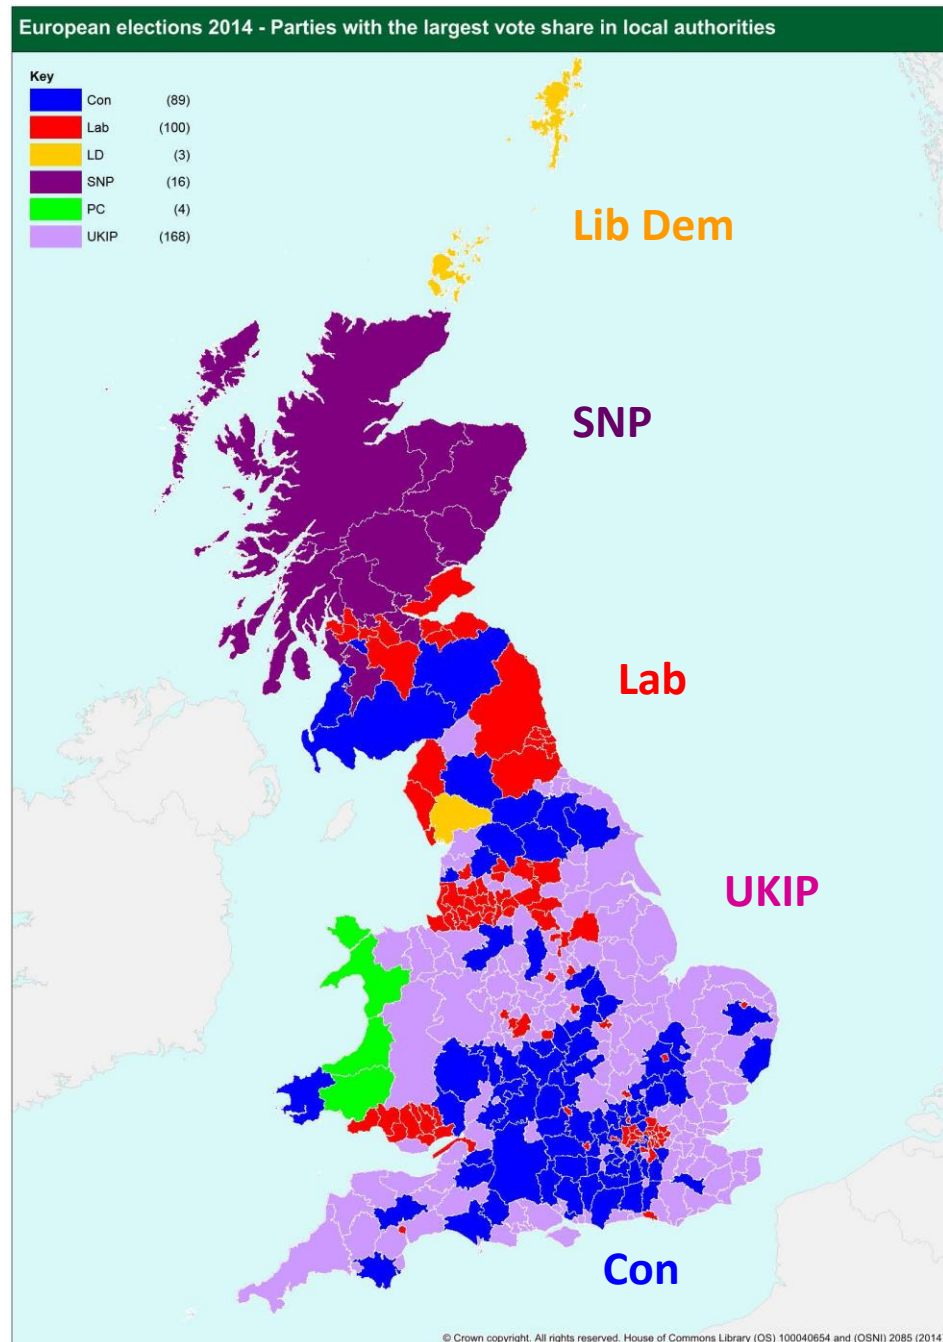 European elections 2014 - Parties with the largest vote share in local authorities
Key
Con (89)
Lab (100)
LD (3)
SNP (16)
PC (4)
UKIP (168)
Lib Dem
SNP
Lab
UKIP
Con
© Crown copyright. All rights reserved. House of Commons Library (OS) 100040654 and (OSNI) 2085 (2014